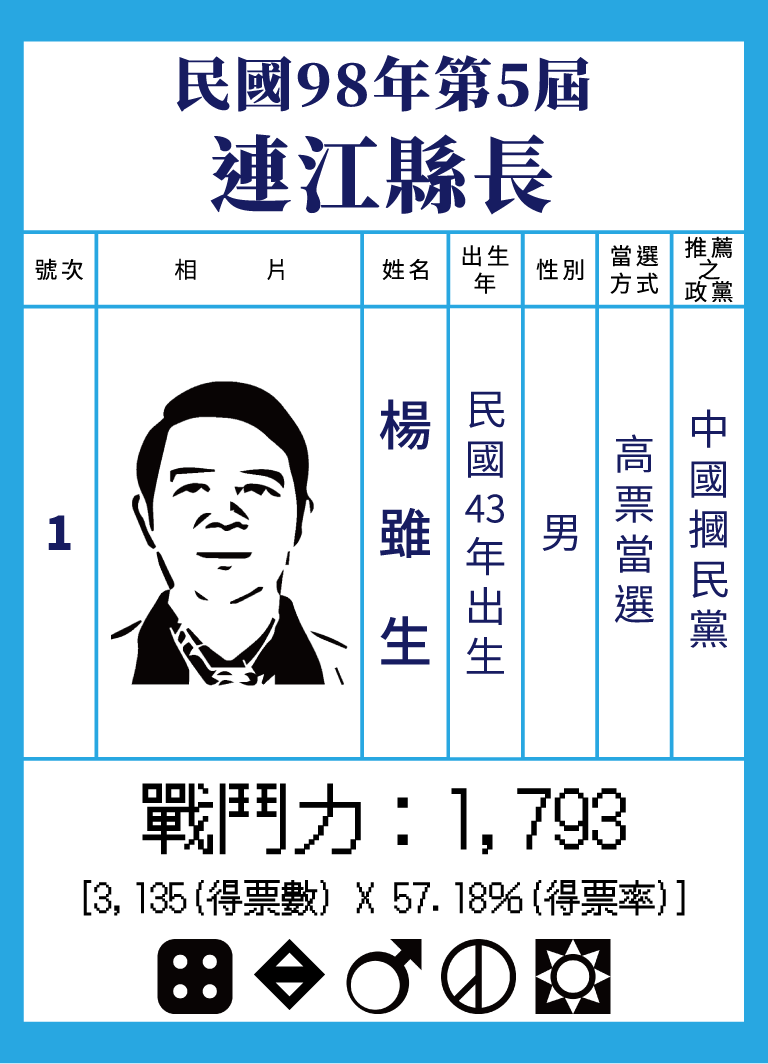 民國98年第5屆
連江縣長
號次
相 片
姓名
出生
年
性別
當選
方式
推薦
之
政黨
1
楊雖生
民國43年出生
男
高票當選
中國摑民黨
戰鬥力：1,793
[3,135(得票數) X 57.18%(得票率)]